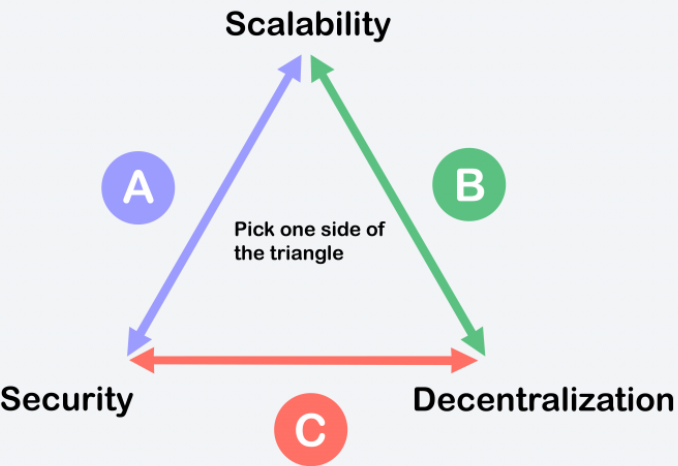 Scalability
A
B
Pick one side of
the triangle
Security
Decentralization
C